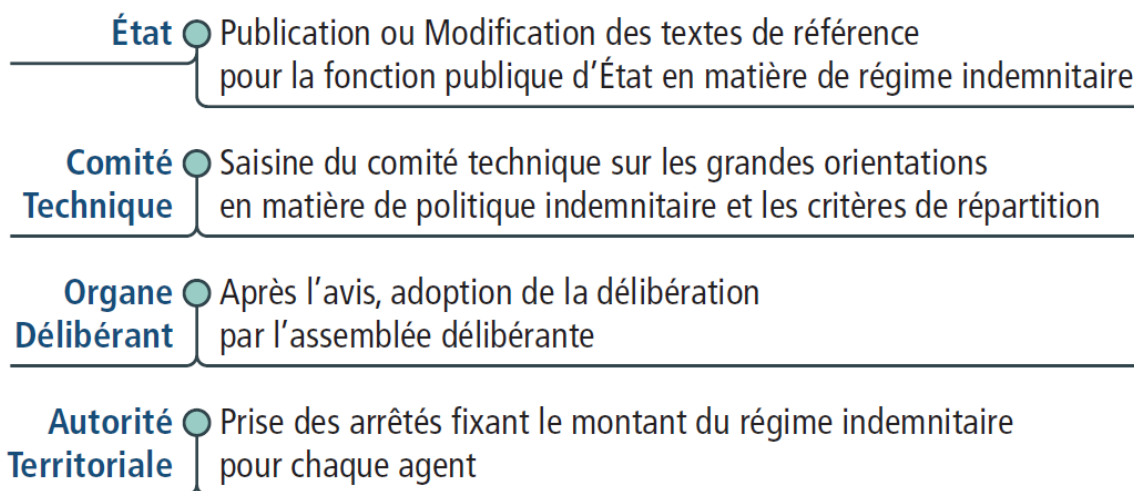 État
Publication ou Modification des textes de référence
pour la fonction publique d’État en matière de régime indemnitaire
Comité
Technique
Saisine du comité technique sur les grandes orientations
en matière de politique indemnitaire et les critères de répartition
Organe
Délibérant
Après l’avis, adoption de la délibération
par l’assemblée délibérante
Autorité
Territoriale
Prise des arrêtés fixant le montant du régime indemnitaire
pour chaque agent